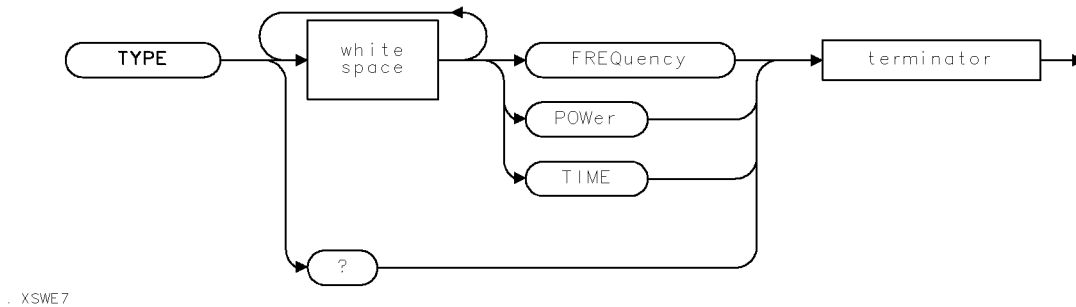 TYPE
white
space
FREQuency
POWer
TIME
?
terminator
. XSWE7